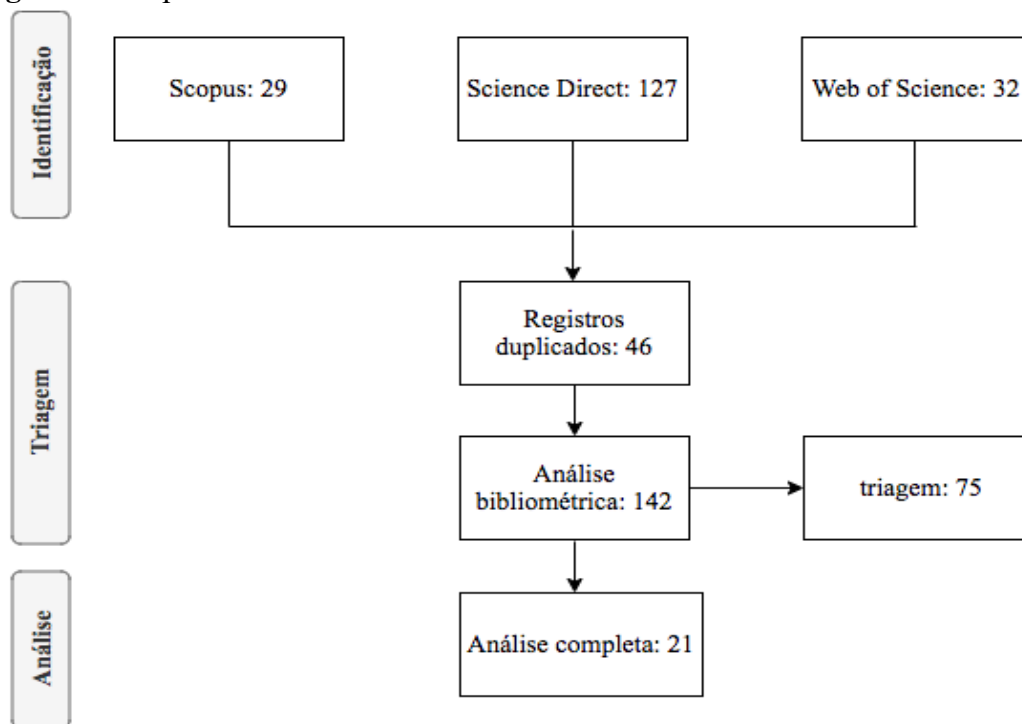 Identificação
Scopus: 29
Science Direct: 127
Web of Science: 32
Triagem
Registros
duplicados: 46
Análise
bibliométrica: 142
triagem: 75
Análise
Análise completa: 21